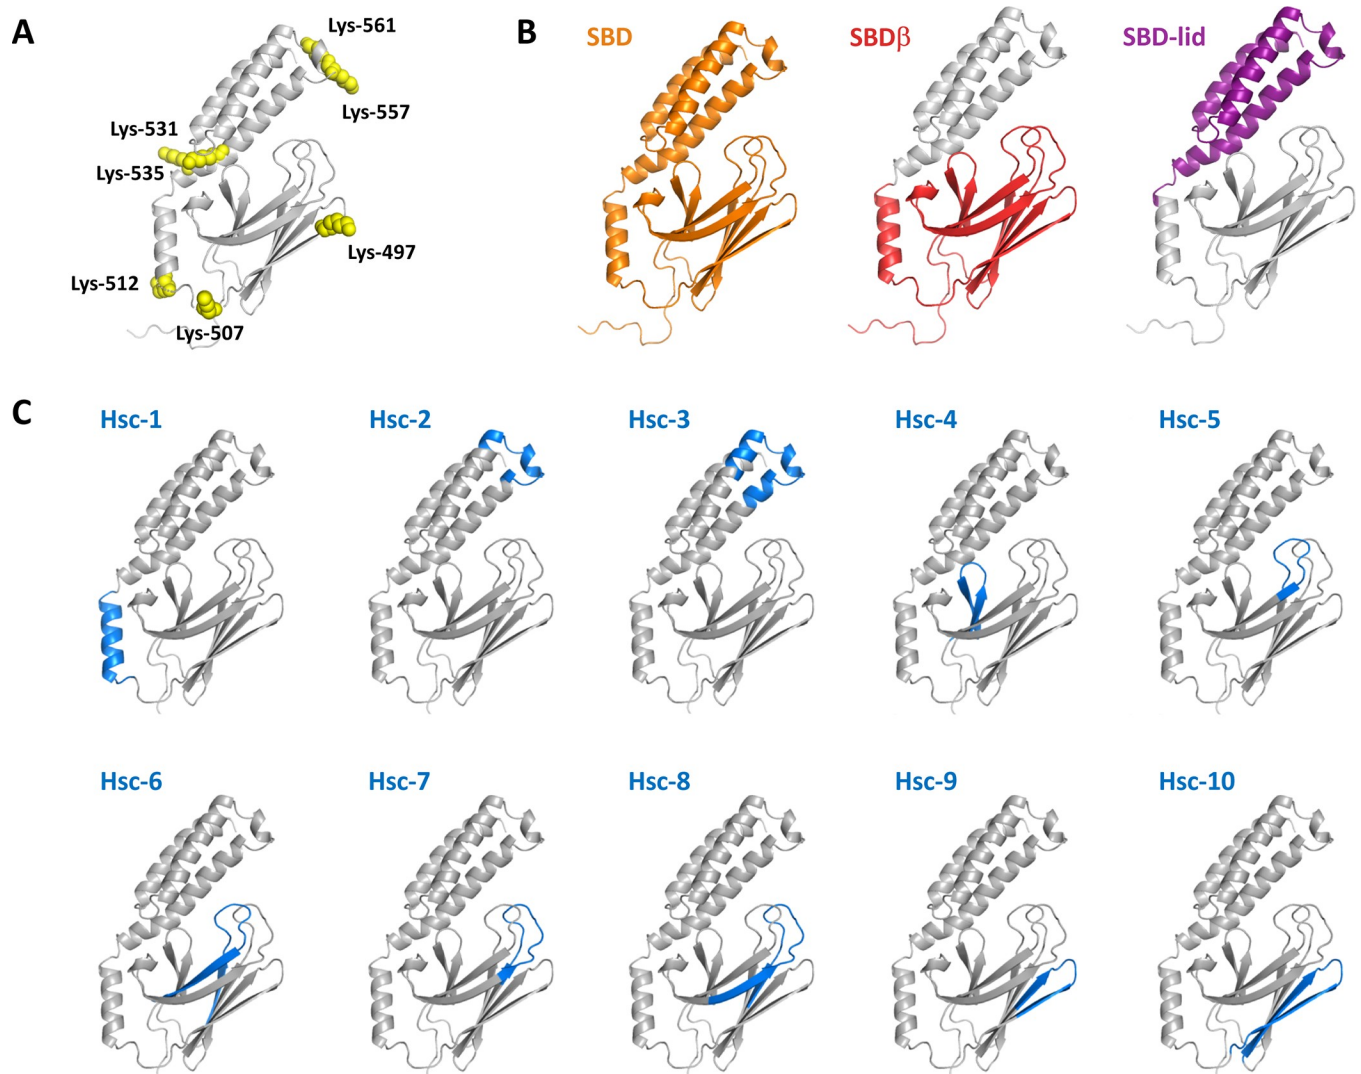 A
Lys-561
Lys-557
Lys-531
Lys-535
Lys-497
Lys-512
Lys-507
B
SBD
SBDβ
SBD-lid
C
Hsc-1
Hsc-2
Hsc-3
Hsc-4
Hsc-5
Hsc-6
Hsc-7
Hsc-8
Hsc-9
Hsc-10